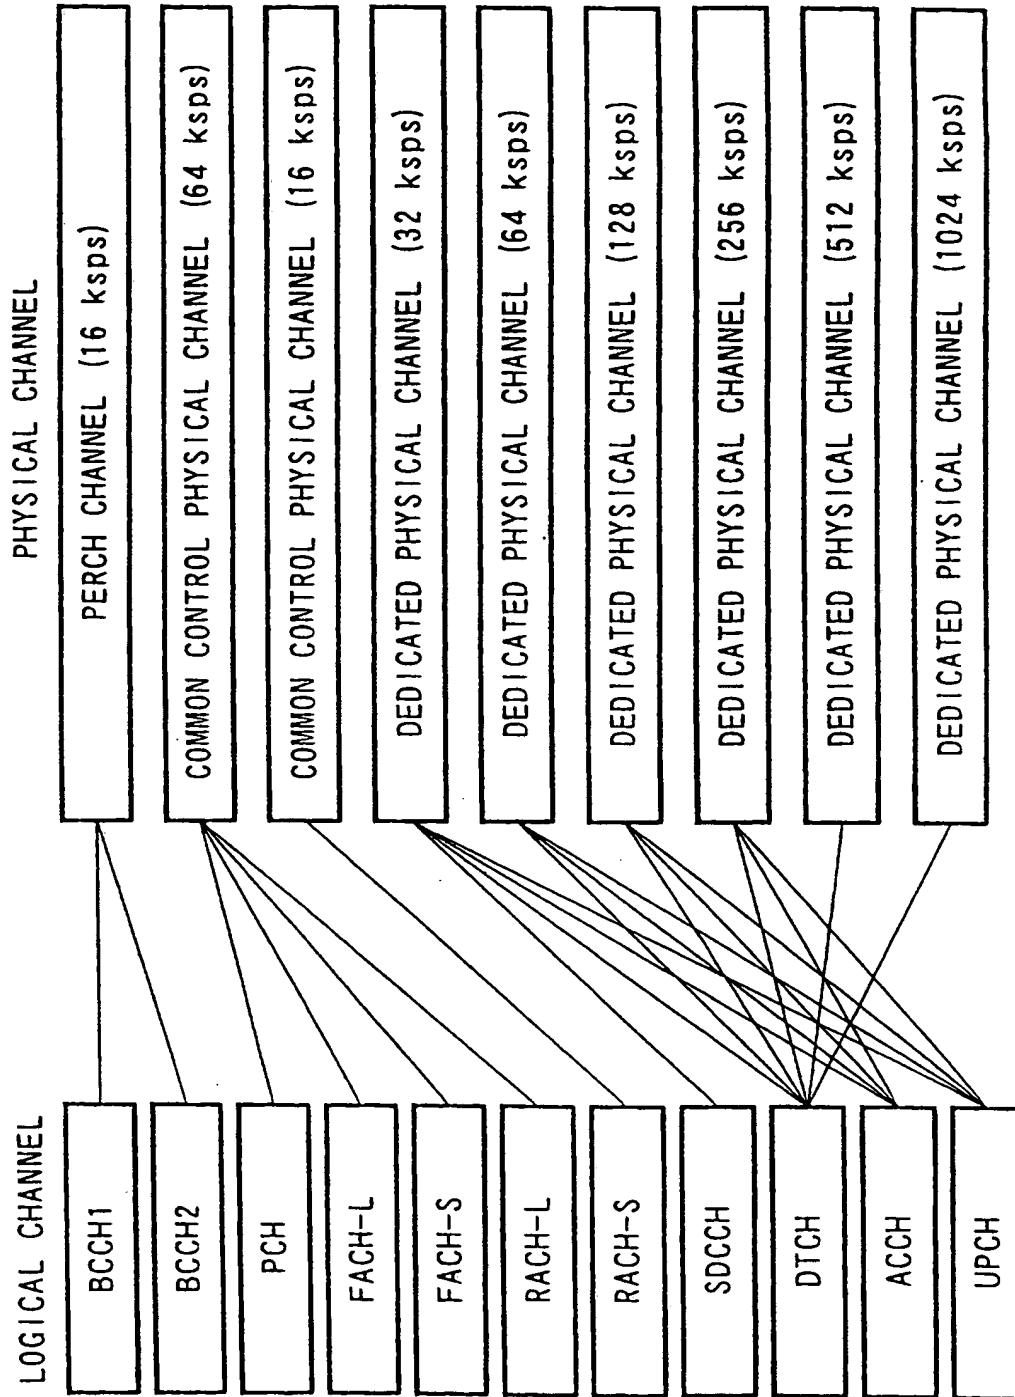 LOGICAL CHANNEL
BCCH1
BCCH2
PCH
FACH-L
FACH-S
RACH-L
RACH-S
SDCCH
DTCH
ACCH
UPCH
PHYSICAL CHANNEL
PERCH CHANNEL (16 ksps)
COMMON CONTROL PHYSICAL CHANNEL (64 ksps)
COMMON CONTROL PHYSICAL CHANNEL (16 ksps)
DEDICATED PHYSICAL CHANNEL (32 ksps)
DEDICATED PHYSICAL CHANNEL (64 ksps)
DEDICATED PHYSICAL CHANNEL (128 ksps)
DEDICATED PHYSICAL CHANNEL (256 ksps)
DEDICATED PHYSICAL CHANNEL (512 ksps)
DEDICATED PHYSICAL CHANNEL (1024 ksps)